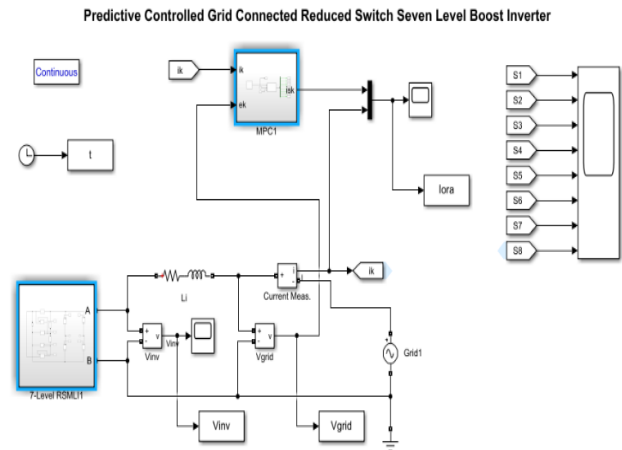 Predictive Controlled Grid Connected Reduced Switch Seven Level Boost Inverter
Continuous
ik
ik
ek
isk
MPC1
t
Iora
S1
S2
S3
S4
S5
S6
S7
S8
Li
+
i
-
Current Meas.
ik
A
B
7-Level RSMLI1
+
-
v
Vinv
Vinv
+
-
v
Vgrid
+
Grid1
Vinv
Vgrid